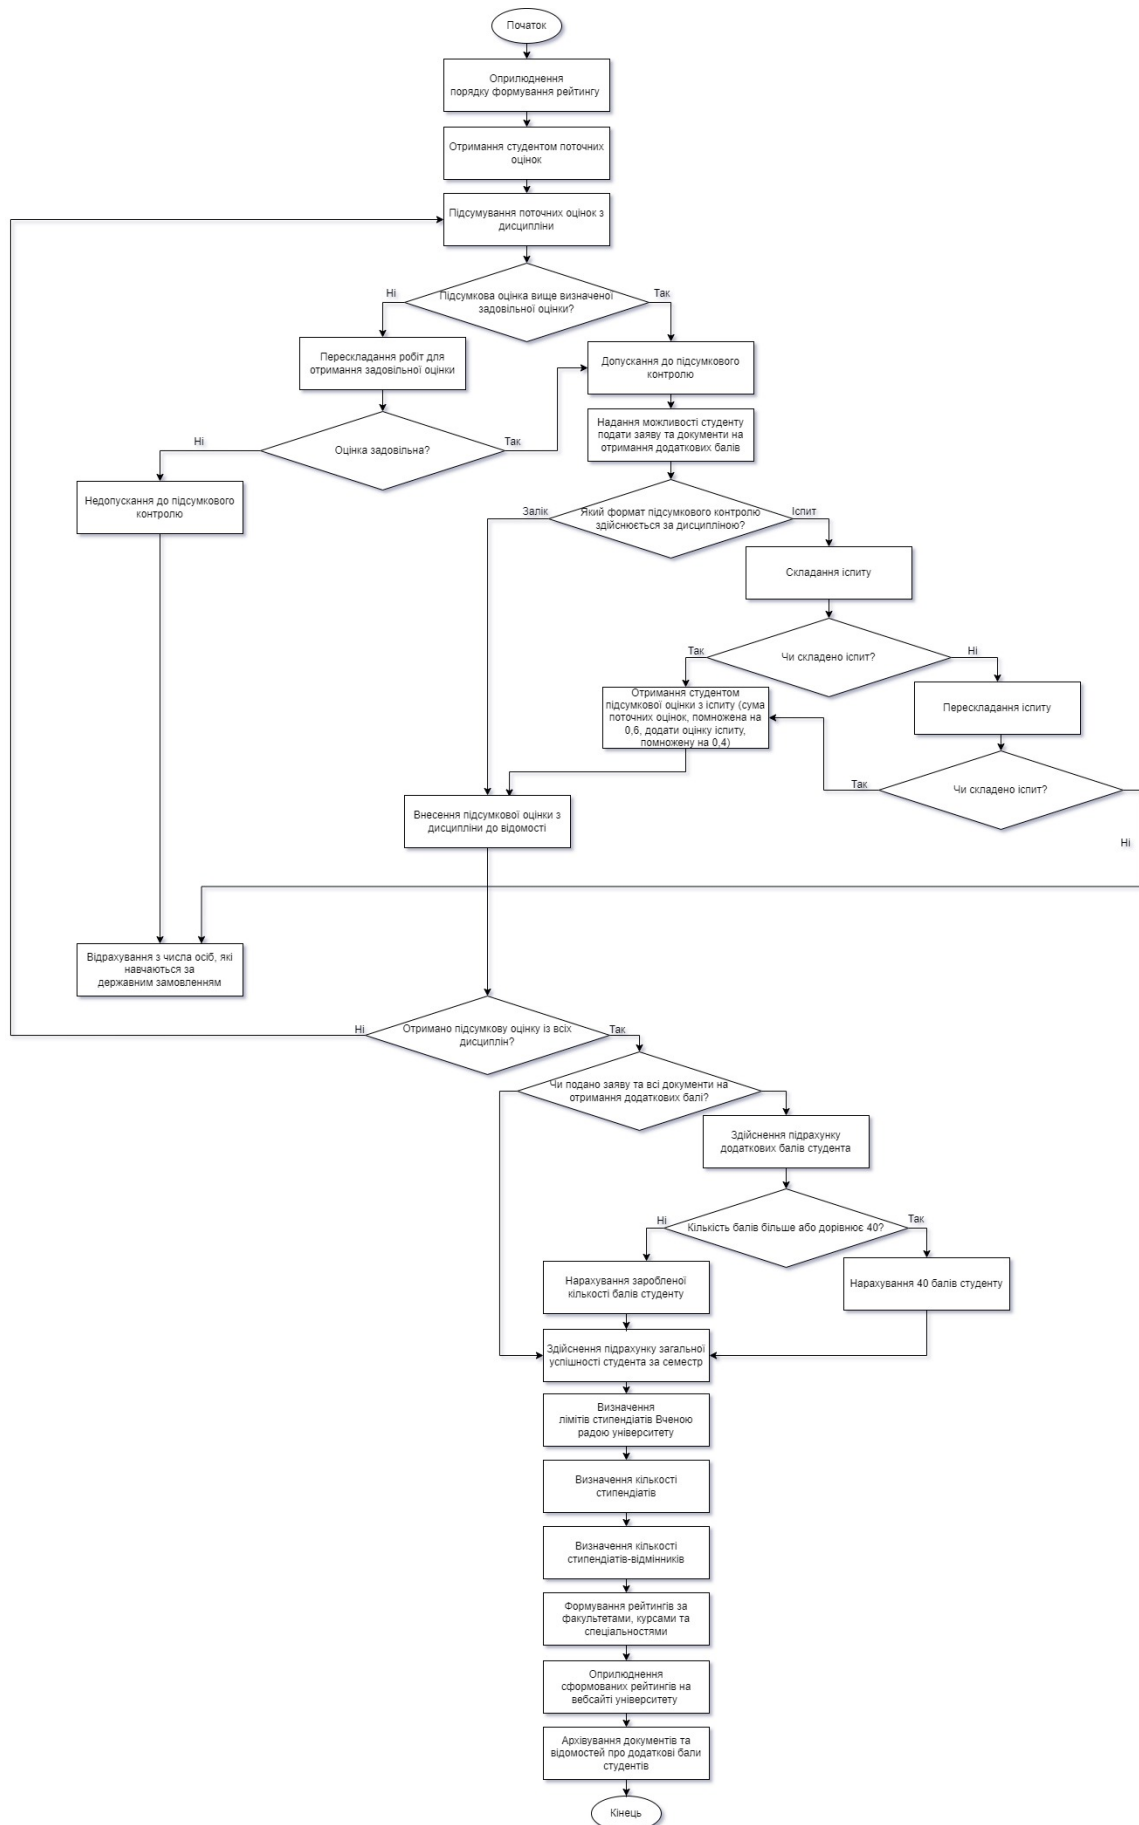 Початок
Оприлюднення
порядку формування рейтингу
Отримання студентом поточних
оцінок
Підсумування поточних оцінок з
дисципліни
Ні
Підсумкова оцінка вище визначеної
задовільної оцінки?
Так
Перескладання робіт для
отримання задовільної оцінки
Допускання до підсумкового
контролю
Ні
Оцінка задовільна?
Так
Надання можливості студенту
подати заяву та документи на
отримання додаткових балів
Недопускання до підсумкового
контролю
Залік
Який формат підсумкового контролю
здійснюється за дисципліною?
Іспит
Складання іспиту
Так
Чи складено іспит?
Ні
Отримання студентом
підсумкової оцінки з іспиту (сума
поточних оцінок, помножена на
0,6, додати оцінку іспиту,
помножену на 0,4)
Перескладання іспиту
Так
Чи складено іспит?
Ні
Внесення підсумкової оцінки з
дисципліни до відомості
Відрахування з числа осіб, які
навчаються за
державним замовленням
Ні
Отримано підсумкову оцінку із всіх
дисциплін?
Так
Чи подано заяву та всі документи на
отримання додаткових балі?
Здійснення підрахунку
додаткових балів студента
Ні
Кількість балів більше або дорівнює 40?
Так
Нарахування заробленої
кількості балів студенту
Нарахування 40 балів студенту
Здійснення підрахунку загальної
успішності студента за семестр
Визначення
лімітів стипендіатів Вченою
радою університету
Визначення кількості
стипендіатів
Визначення кількості
стипендіатів-відмінників
Формування рейтингів за
факультетами, курсами та
спеціальностями
Оприлюднення
сформованих рейтингів на
вебсайті університету
Архівування документів та
відомостей про додаткові бали
студентів
Кінець